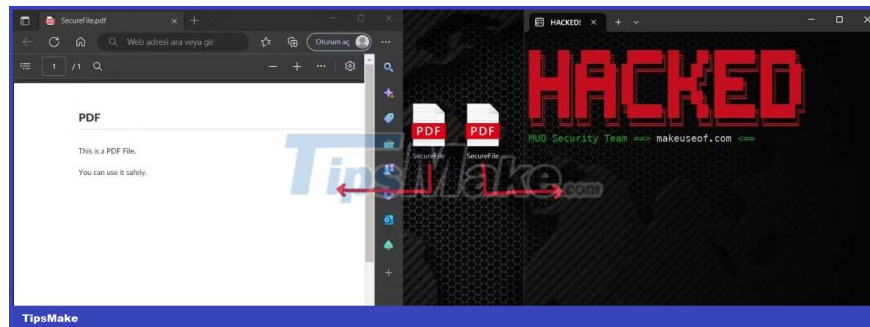 SecureFile.pdf
Web adresi ara veya gir
Oturum aç
1 /1
PDF
This is a PDF File.
You can use it safely.
PDF
PDF
SecureFile
SecureFile
HACKED!
HACKED
MUO Security Team ==> makeuseof.com <==
TipsMake.com
TipsMake